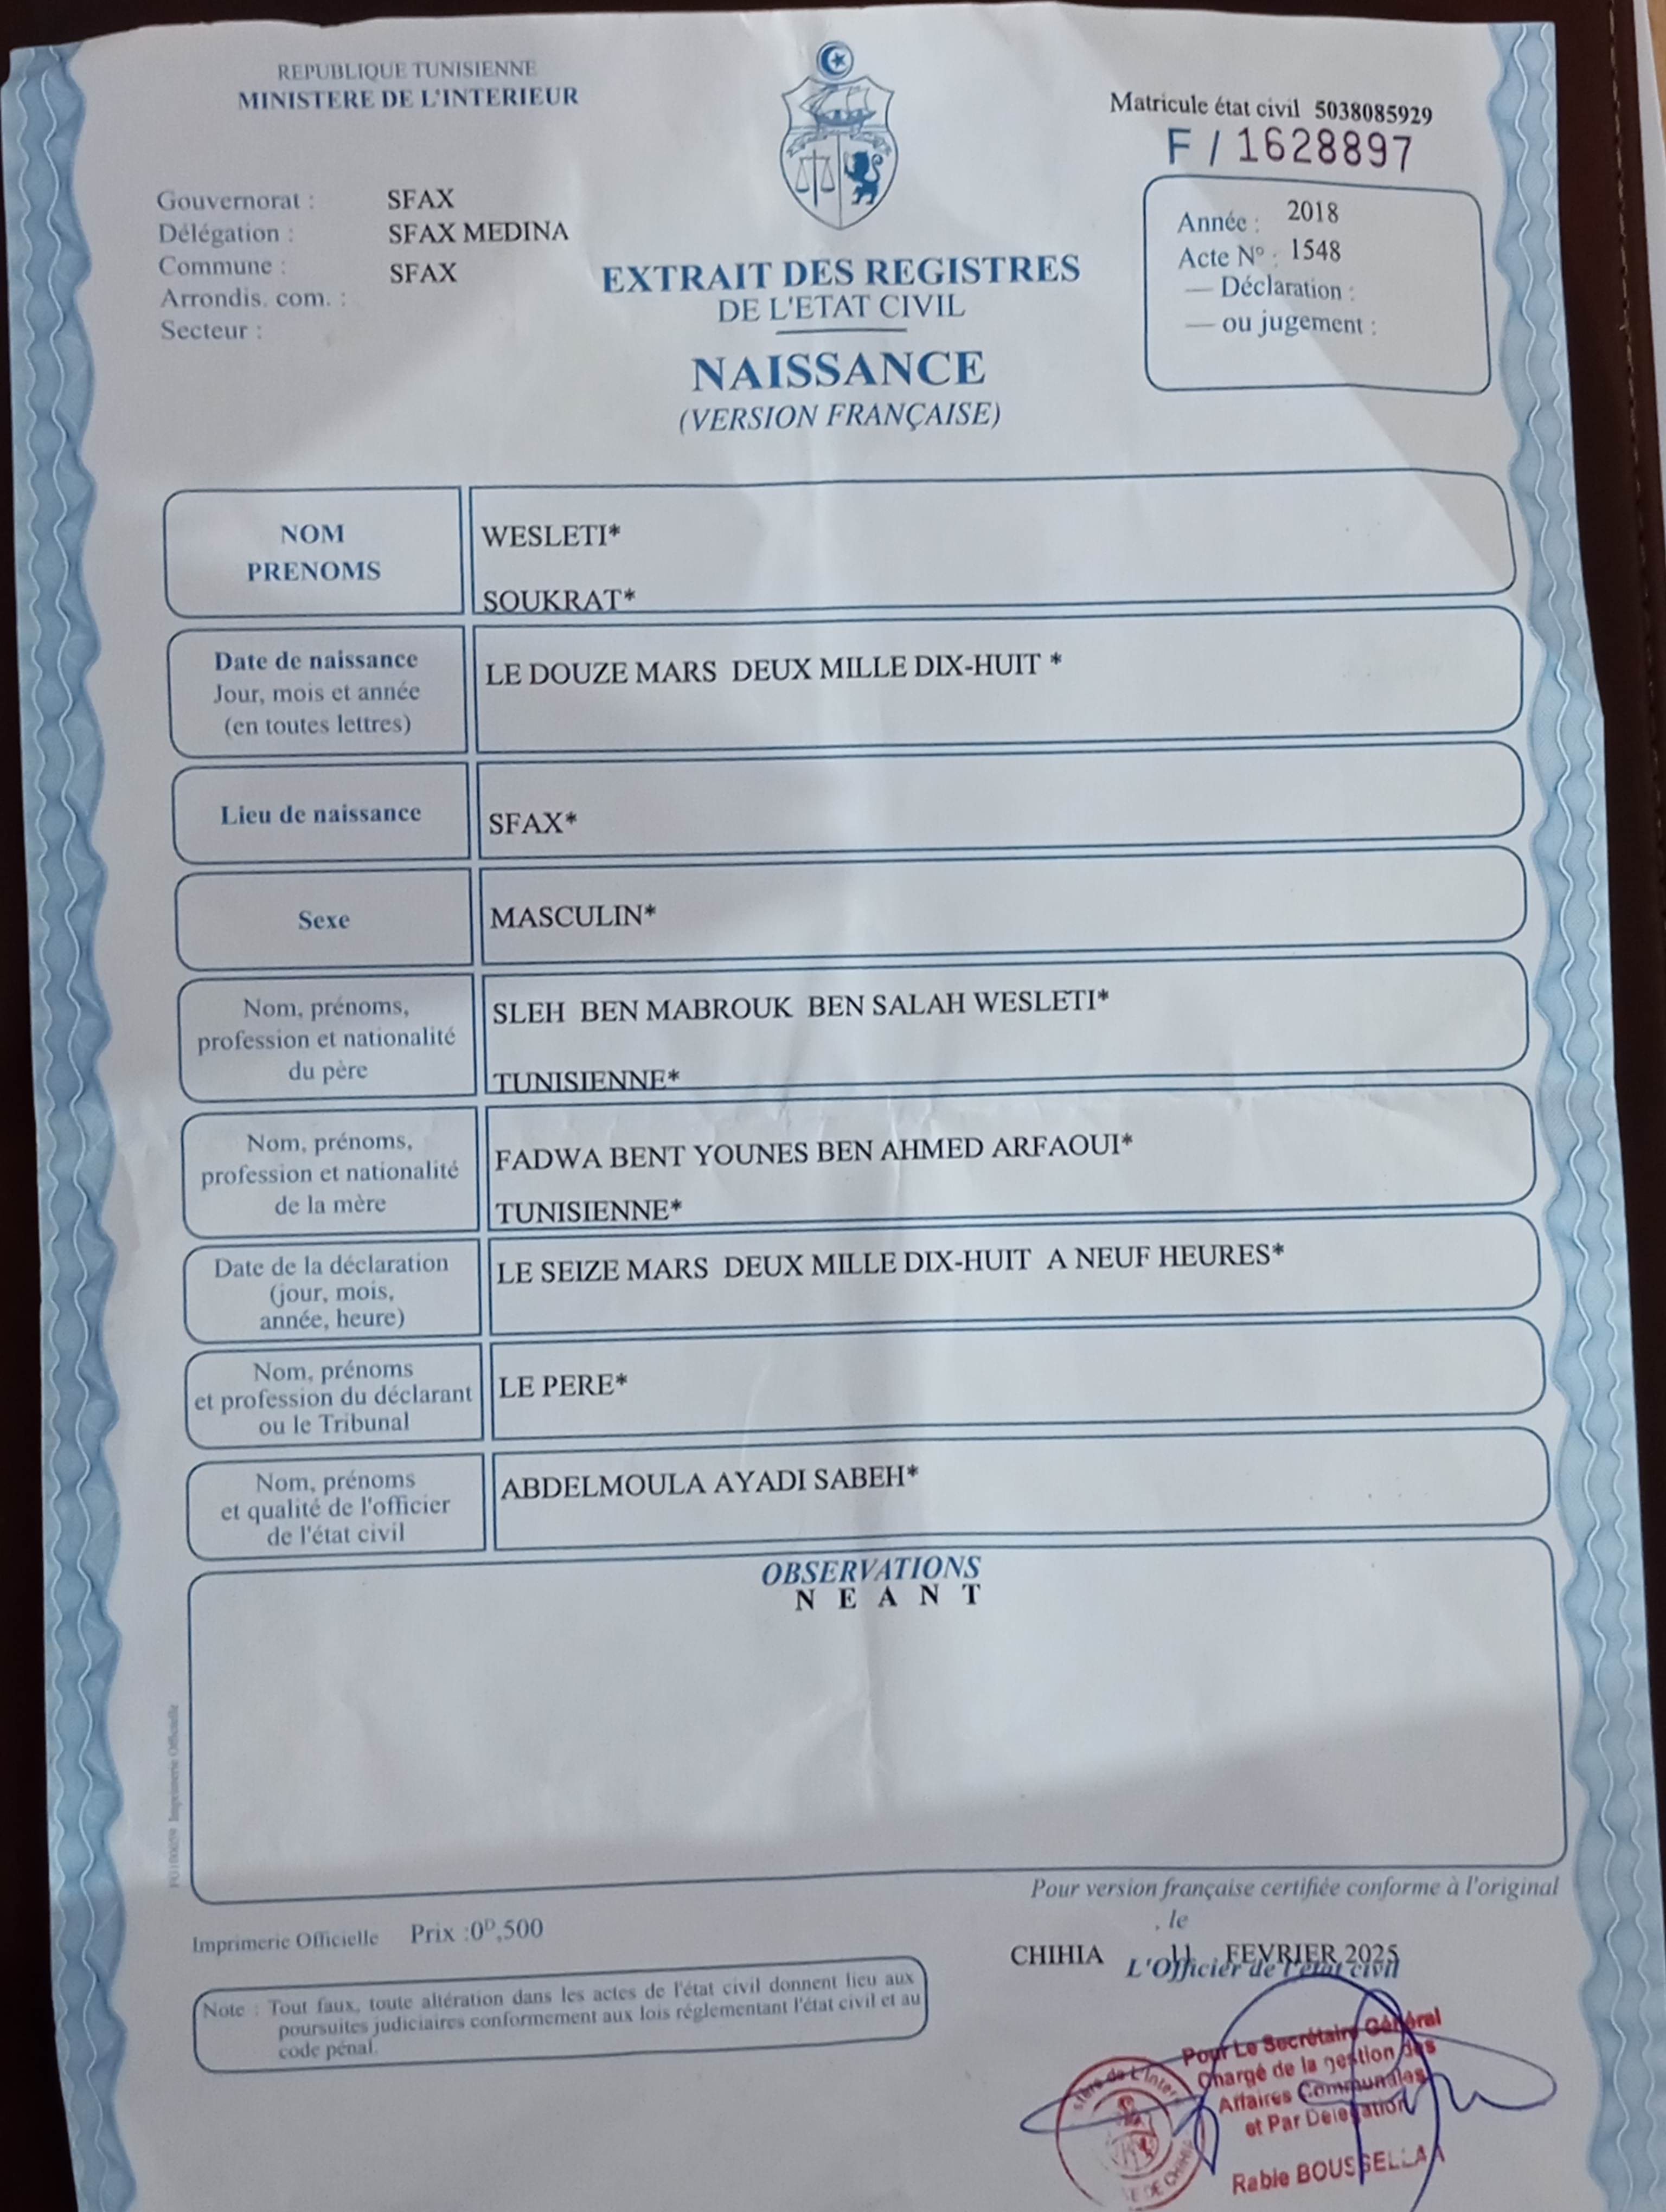 REPUBLIQUE TUNISIENNE
MINISTERE DE L'INTERIEUR
Matricule état civil 5038085929
F / 1628897
Gouvernorat : SFAX
Délégation : SFAX MEDINA
Commune : SFAX
Arrondis. com. :
Secteur :
Année : 2018
Acte N° : 1548
— Déclaration :
— ou jugement :
EXTRAIT DES REGISTRES
DE L'ETAT CIVIL
NAISSANCE
(VERSION FRANÇAISE)
NOM
PRENOMS
WESLETI*
SOUKRAT*
Date de naissance
Jour, mois et année
(en toutes lettres)
LE DOUZE MARS DEUX MILLE DIX-HUIT *
Lieu de naissance
SFAX*
Sexe
MASCULIN*
Nom, prénoms,
profession et nationalité
du père
SLEH BEN MABROUK BEN SALAH WESLETI*
TUNISIENNE*
Nom, prénoms,
profession et nationalité
de la mère
FADWA BENT YOUNES BEN AHMED ARFAOUI*
TUNISIENNE*
Date de la déclaration
(jour, mois,
année, heure)
LE SEIZE MARS DEUX MILLE DIX-HUIT A NEUF HEURES*
Nom, prénoms
et profession du déclarant
ou le Tribunal
LE PERE*
Nom, prénoms
et qualité de l'officier
de l'état civil
ABDELMOULA AYADI SABEH*
OBSERVATIONS
N E A N T
Imprimerie Officielle
Pour version française certifiée conforme à l'original
, le
Imprimerie Officielle Prix :0D,500
CHIHIA 11 FEVRIER 2025
L'Officier de l'état civil
Note : Tout faux, toute altération dans les actes de l'état civil donnent lieu aux
poursuites judiciaires conformement aux lois réglementant l'état civil et au
code pénal.
Pour Le Secrétaire Général
Chargé de la gestion des
Affaires Communales
et Par Delegation
Rabie BOUSSELLAA
DE CHIHIA